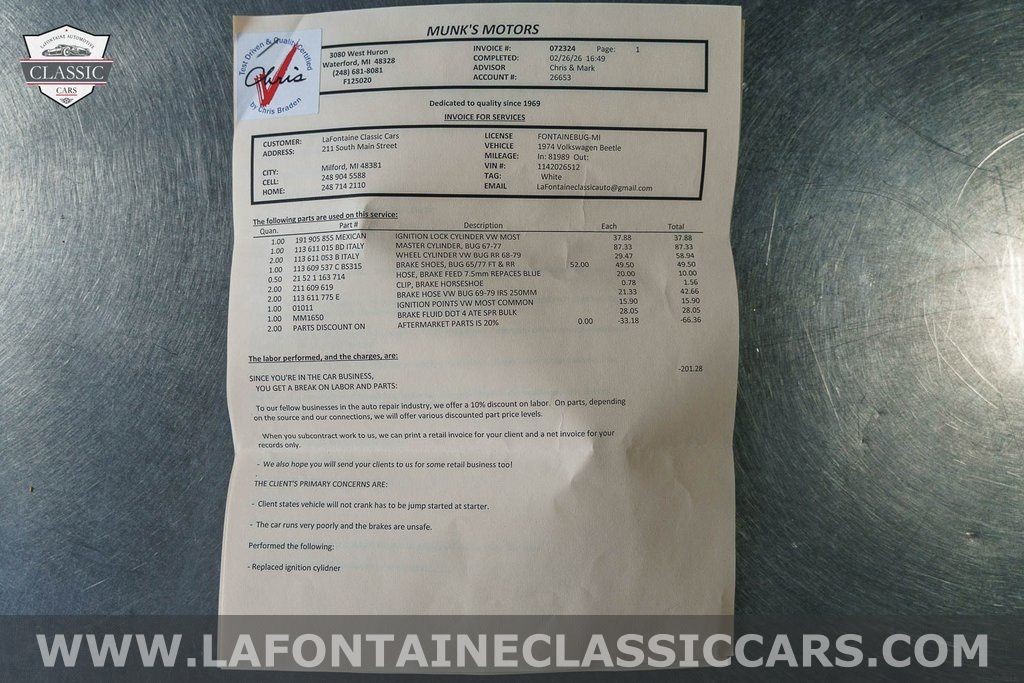 LAFONTAINE AUTOMOTIVE
CLASSIC
CARS
Test Driven & Quality Certified
Chris
by Chris Braden
MUNK'S MOTORS
3080 West Huron
Waterford, MI 48328
(248) 681-8081
F125020
INVOICE #: 072324 Page: 1
COMPLETED: 02/26/26 16:49
ADVISOR Chris & Mark
ACCOUNT #: 26653
Dedicated to quality since 1969
INVOICE FOR SERVICES
CUSTOMER: LaFontaine Classic Cars
ADDRESS: 211 South Main Street
CITY: Milford, MI 48381
CELL: 248 904 5588
HOME: 248 714 2110
LICENSE FONTAINEBUG-MI
VEHICLE 1974 Volkswagen Beetle
MILEAGE: In: 81989 Out:
VIN #: 1142026512
TAG: White
EMAIL LaFontaineclassicauto@gmail.com
The following parts are used on this service:
Quan. Part # Description Each Total
1.00 191 905 855 MEXICAN IGNITION LOCK CYLINDER VW MOST 37.88 37.88
1.00 113 611 015 BD ITALY MASTER CYLINDER, BUG 67-77 87.33 87.33
2.00 113 611 053 B ITALY WHEEL CYLINDER VW BUG RR 68-79 29.47 58.94
1.00 113 609 537 C BS315 BRAKE SHOES, BUG 65/77 FT & RR 52.00 49.50 49.50
0.50 21 52 1 163 714 HOSE, BRAKE FEED 7.5mm REPACES BLUE 20.00 10.00
2.00 211 609 619 CLIP, BRAKE HORSESHOE 0.78 1.56
2.00 113 611 775 E BRAKE HOSE VW BUG 69-79 IRS 250MM 21.33 42.66
1.00 01011 IGNITION POINTS VW MOST COMMON 15.90 15.90
1.00 MM1650 BRAKE FLUID DOT 4 ATE SPR BULK 28.05 28.05
2.00 PARTS DISCOUNT ON AFTERMARKET PARTS IS 20% 0.00 -33.18 -66.36
The labor performed, and the charges, are:
-201.28
SINCE YOU'RE IN THE CAR BUSINESS,
YOU GET A BREAK ON LABOR AND PARTS:
To our fellow businesses in the auto repair industry, we offer a 10% discount on labor. On parts, depending
on the source and our connections, we will offer various discounted part price levels.
When you subcontract work to us, we can print a retail invoice for your client and a net invoice for your
records only.
- We also hope you will send your clients to us for some retail business too!
THE CLIENT'S PRIMARY CONCERNS ARE:
- Client states vehicle will not crank has to be jump started at starter.
- The car runs very poorly and the brakes are unsafe.
Performed the following:
- Replaced ignition cylidner
WWW.LAFONTAINECLASSICCARS.COM